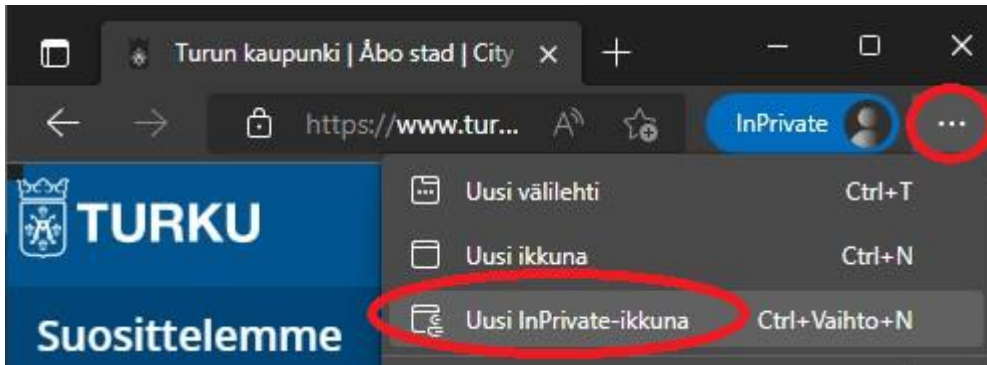 Turun kaupunki | Åbo stad | City
https://www.tur...
InPrivate
TURKU
Suosittelemme
Uusi välilehti Ctrl+T
Uusi ikkuna Ctrl+N
Uusi InPrivate-ikkuna Ctrl+Vaihto+N